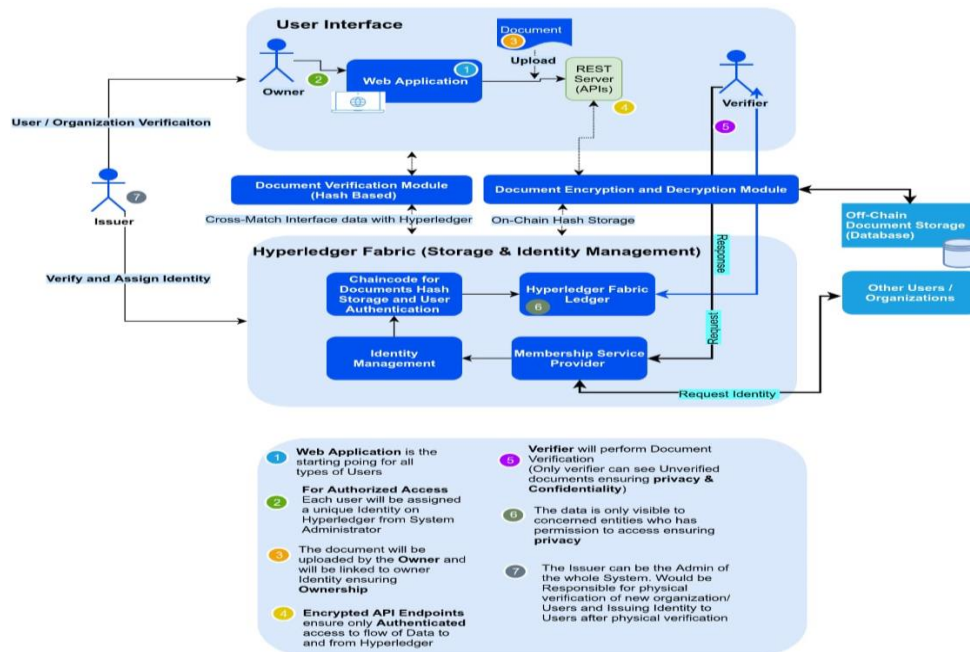 User Interface
Document
3
Upload
Owner
2
Web Application
1
REST
Server
(APIs)
4
Verifier
5
User / Organization Verificaiton
7
Issuer
Document Verification Module
(Hash Based)
Document Encryption and Decryption Module
Cross-Match Interface data with Hyperledger
On-Chain Hash Storage
Off-Chain
Document Storage
(Database)
Response
Hyperledger Fabric (Storage & Identity Management)
Verify and Assign Identity
Chaincode for
Documents Hash
Storage and User
Authentication
Hyperledger Fabric
Ledger
6
Other Users /
Organizations
Request
Identity
Management
Membership Service
Provider
Request Identity
1
Web Application is the
starting poing for all
types of Users
2
For Authorized Access
Each user will be assigned
a unique Identity on
Hyperledger from System
Administrator
3
The document will be
uploaded by the Owner and
will be linked to owner
Identity ensuring
Ownership
4
Encrypted API Endpoints
ensure only Authenticated
access to flow of Data to
and from Hyperledger
5
Verifier will perform Document
Verification
(Only verifier can see Unverified
documents ensuring privacy &
Confidentiality)
6
The data is only visible to
concerned entities who has
permission to access ensuring
privacy
7
The Issuer can be the Admin of
the whole System. Would be
Responsible for physical
verification of new organization/
Users and Issuing Identity to
Users after physical verification